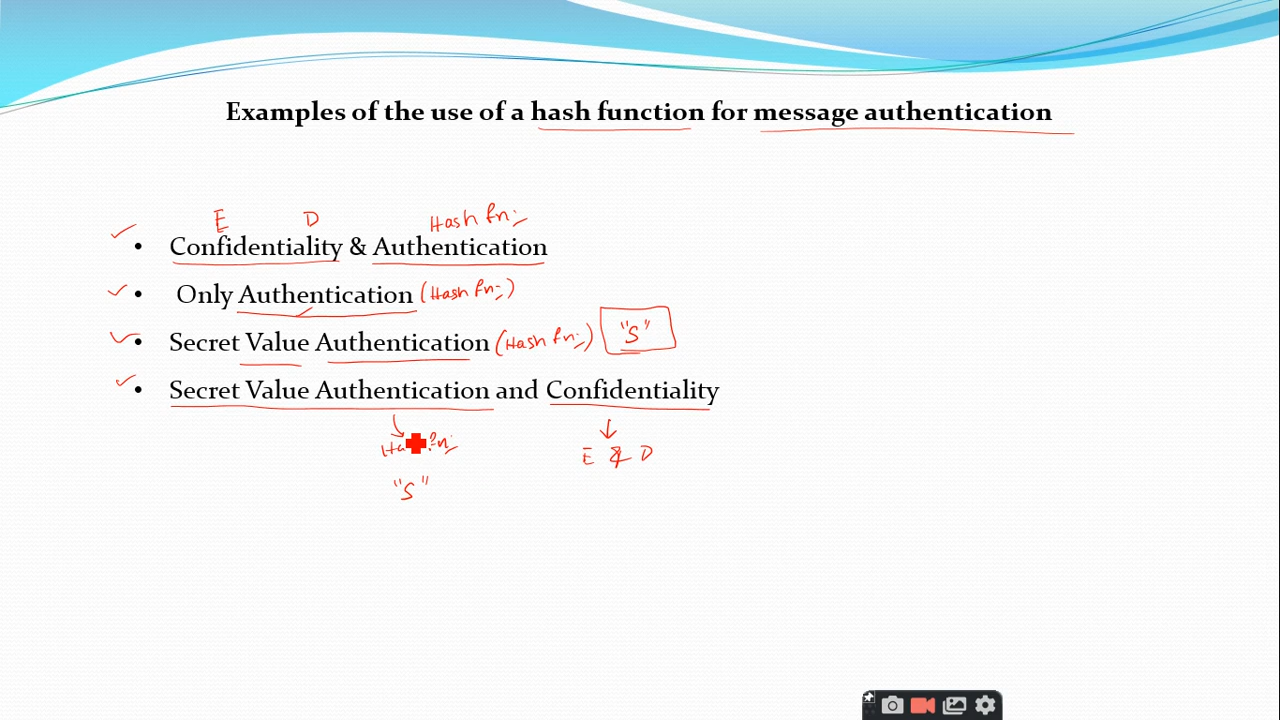 Examples of the use of a hash function for message authentication
E D Hash fn:-
• Confidentiality & Authentication
• Only Authentication (Hash fn:-)
• Secret Value Authentication (Hash fn:-) "S"
• Secret Value Authentication and Confidentiality
E & D
"S"